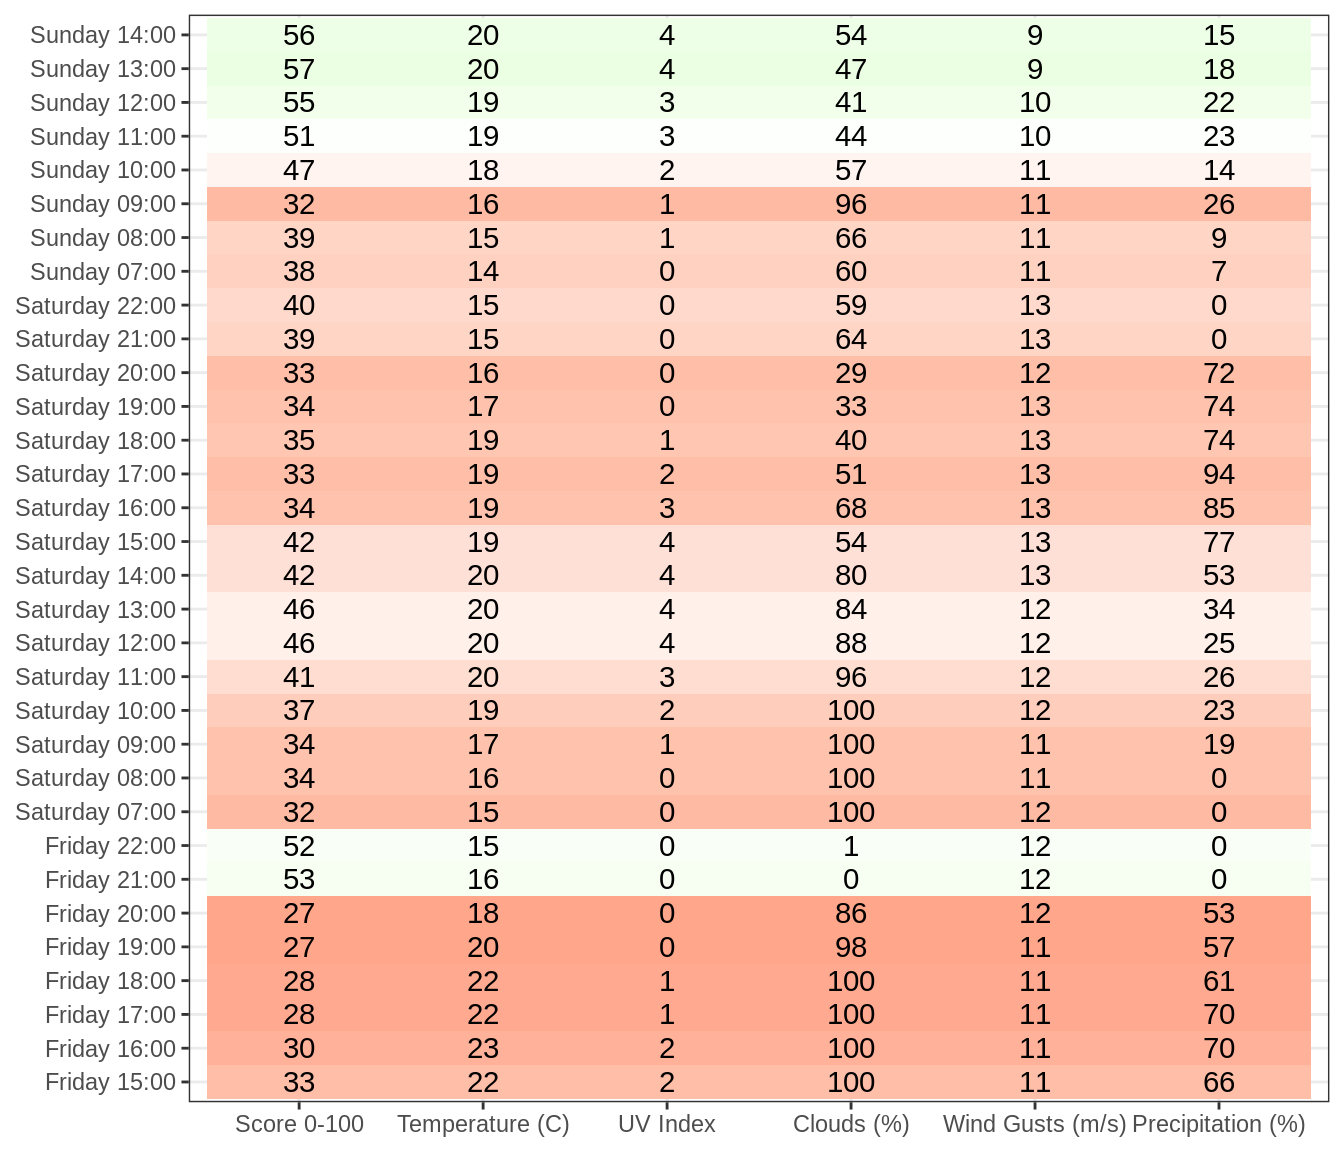 Sunday 14:00 56 20 4 54 9 15
Sunday 13:00 57 20 4 47 9 18
Sunday 12:00 55 19 3 41 10 22
Sunday 11:00 51 19 3 44 10 23
Sunday 10:00 47 18 2 57 11 14
Sunday 09:00 32 16 1 96 11 26
Sunday 08:00 39 15 1 66 11 9
Sunday 07:00 38 14 0 60 11 7
Saturday 22:00 40 15 0 59 13 0
Saturday 21:00 39 15 0 64 13 0
Saturday 20:00 33 16 0 29 12 72
Saturday 19:00 34 17 0 33 13 74
Saturday 18:00 35 19 1 40 13 74
Saturday 17:00 33 19 2 51 13 94
Saturday 16:00 34 19 3 68 13 85
Saturday 15:00 42 19 4 54 13 77
Saturday 14:00 42 20 4 80 13 53
Saturday 13:00 46 20 4 84 12 34
Saturday 12:00 46 20 4 88 12 25
Saturday 11:00 41 20 3 96 12 26
Saturday 10:00 37 19 2 100 12 23
Saturday 09:00 34 17 1 100 11 19
Saturday 08:00 34 16 0 100 11 0
Saturday 07:00 32 15 0 100 12 0
Friday 22:00 52 15 0 1 12 0
Friday 21:00 53 16 0 0 12 0
Friday 20:00 27 18 0 86 12 53
Friday 19:00 27 20 0 98 11 57
Friday 18:00 28 22 1 100 11 61
Friday 17:00 28 22 1 100 11 70
Friday 16:00 30 23 2 100 11 70
Friday 15:00 33 22 2 100 11 66
Score 0-100 Temperature (C) UV Index Clouds (%) Wind Gusts (m/s) Precipitation (%)